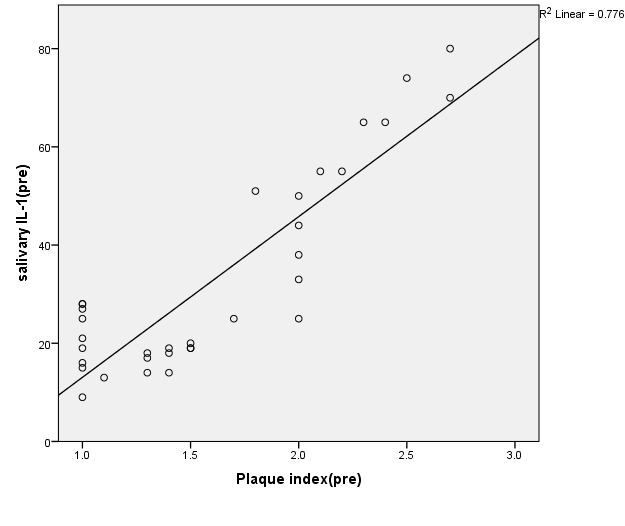 R2 Linear = 0.776
80
60
40
20
0
salivary IL-1(pre)
1.0 1.5 2.0 2.5 3.0
Plaque index(pre)